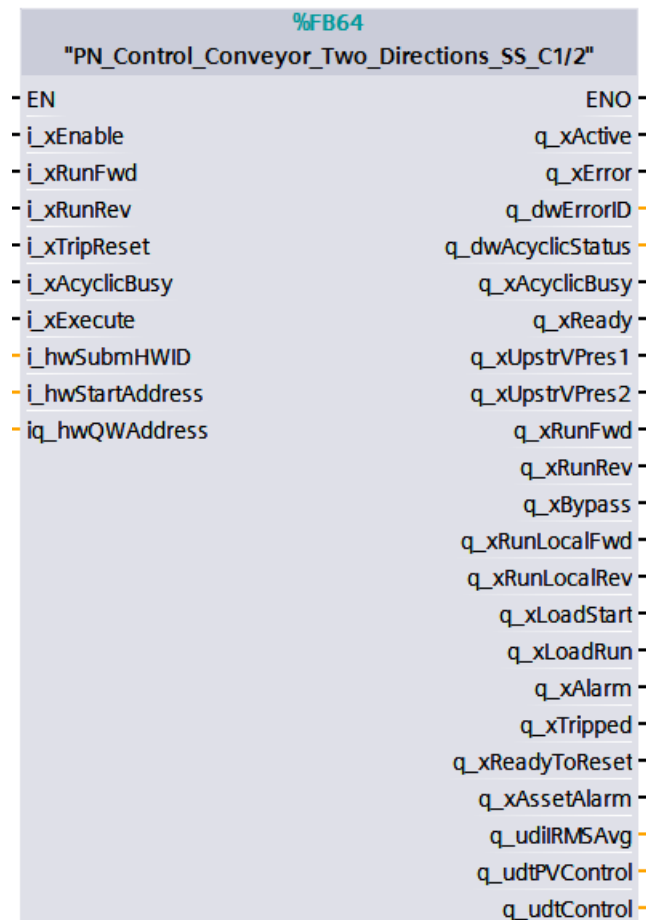 %FB64
"PN_Control_Conveyor_Two_Directions_SS_C1/2"
EN ENO
i_xEnable q_xActive
i_xRunFwd q_xError
i_xRunRev q_dwErrorID
i_xTripReset q_dwAcyclicStatus
i_xAcyclicBusy q_xAcyclicBusy
i_xExecute q_xReady
i_hwSubmHWID q_xUpstrVPres1
i_hwStartAddress q_xUpstrVPres2
iq_hwQWAddress q_xRunFwd
q_xRunRev
q_xBypass
q_xRunLocalFwd
q_xRunLocalRev
q_xLoadStart
q_xLoadRun
q_xAlarm
q_xTripped
q_xReadyToReset
q_xAssetAlarm
q_udiIRMSAvg
q_udtPVControl
q_udtControl